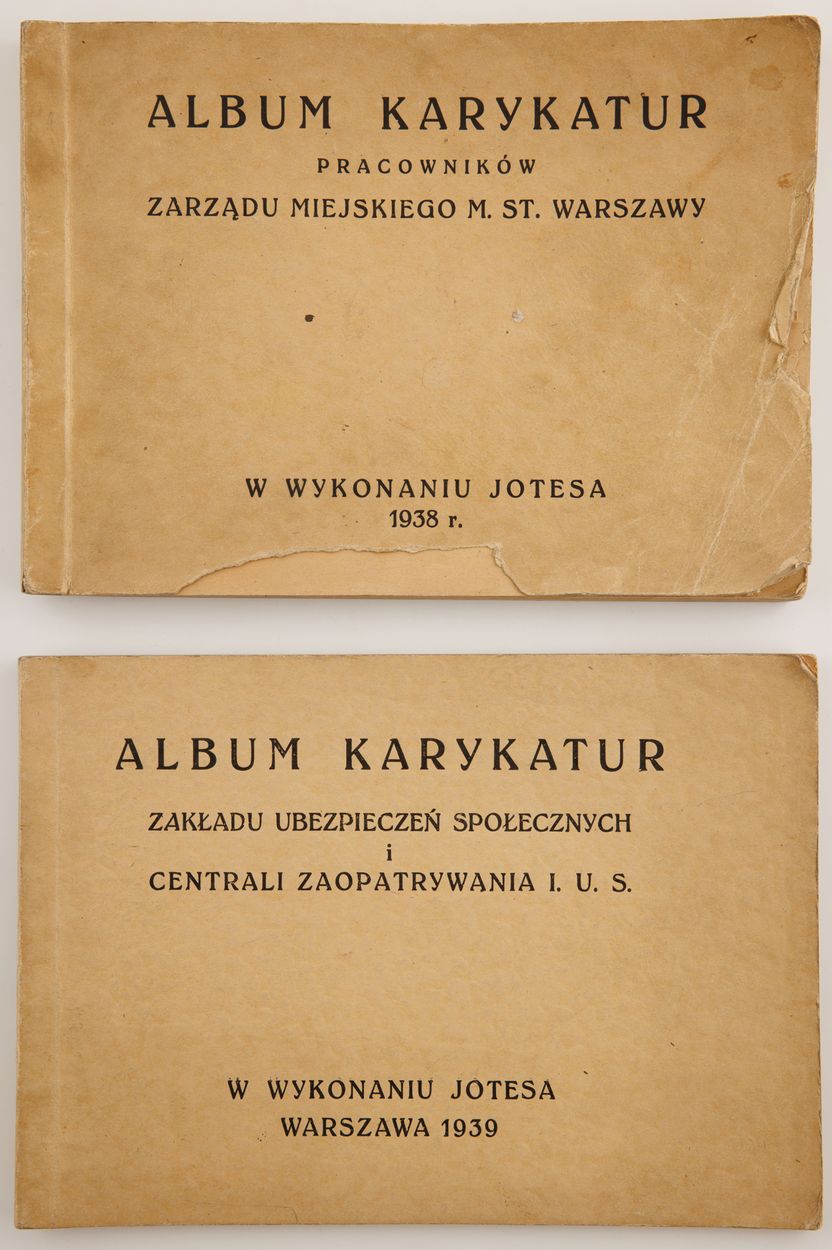 ALBUM KARYKATUR
PRACOWNIKÓW
ZARZĄDU MIEJSKIEGO M. ST. WARSZAWY
W WYKONANIU JOTESA
1938 r.
ALBUM KARYKATUR
ZAKŁADU UBEZPIECZEŃ SPOŁECZNYCH
i
CENTRALI ZAOPATRYWANIA I. U. S.
W WYKONANIU JOTESA
WARSZAWA 1939